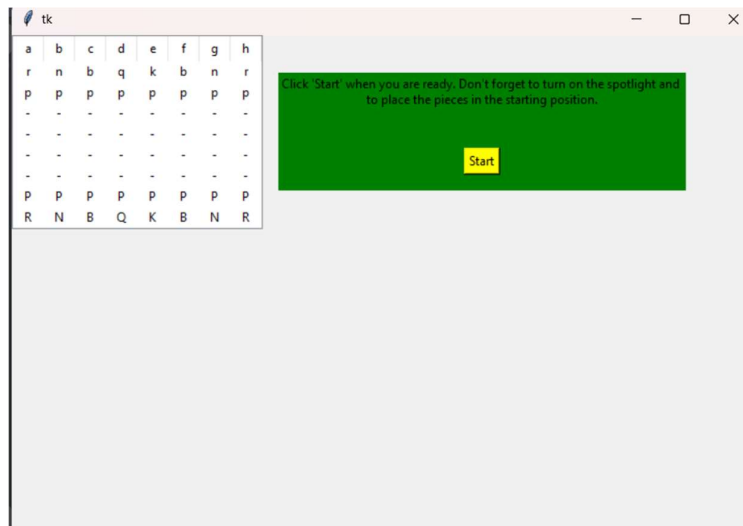 tk
a b c d e f g h
r n b q k b n r
p p p p p p p p
- - - - - - - -
- - - - - - - -
- - - - - - - -
- - - - - - - -
P P P P P P P P
R N B Q K B N R
Click 'Start' when you are ready. Don't forget to turn on the spotlight and
to place the pieces in the starting position.
Start